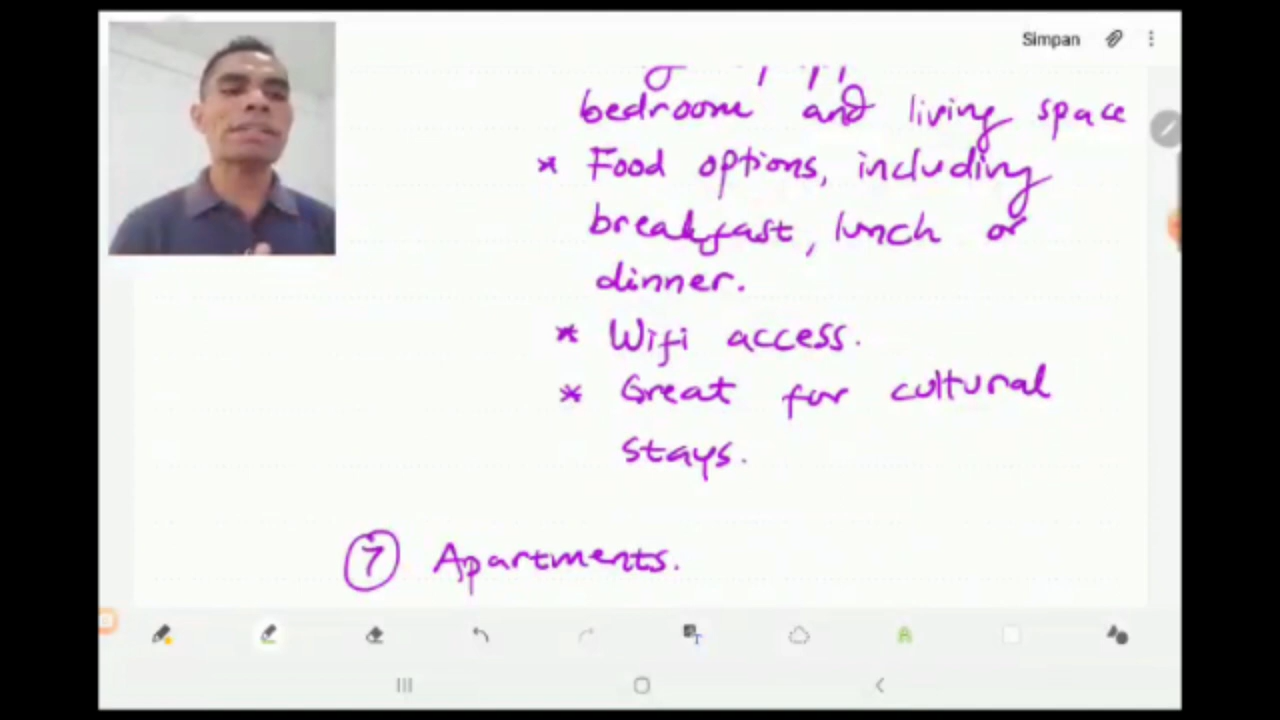 Simpan
bedroom and living space
* Food options, including
breakfast, lunch or
dinner.
* Wifi access.
* Great for cultural
stays.
7 Apartments.